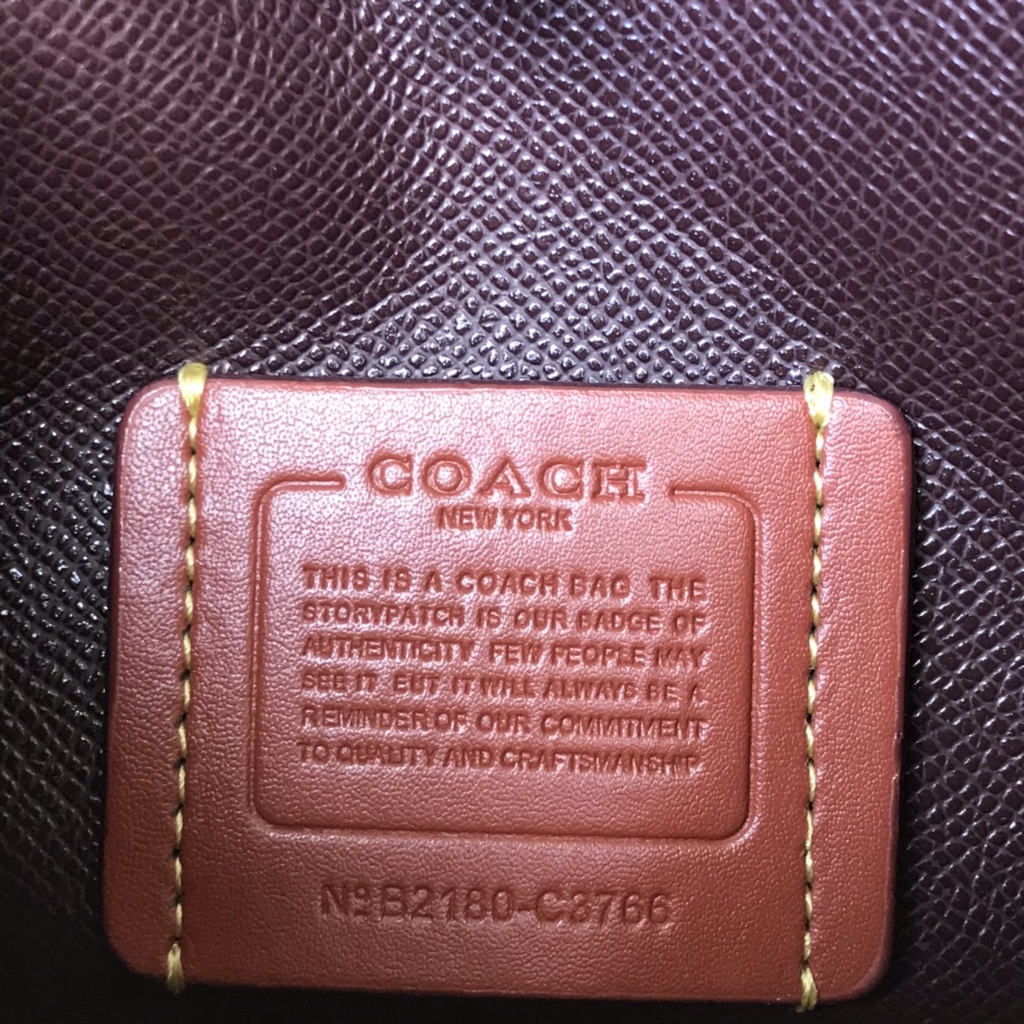 COACH
NEW YORK
THIS IS A COACH BAG THE
STORYPATCH IS OUR BADGE OF
AUTHENTICITY FEW PEOPLE MAY
SEE IT BUT IT WILL ALWAYS BE A
REMINDER OF OUR COMMITMENT
TO QUALITY AND CRAFTSMANSHIP
Nº B2180-C3766